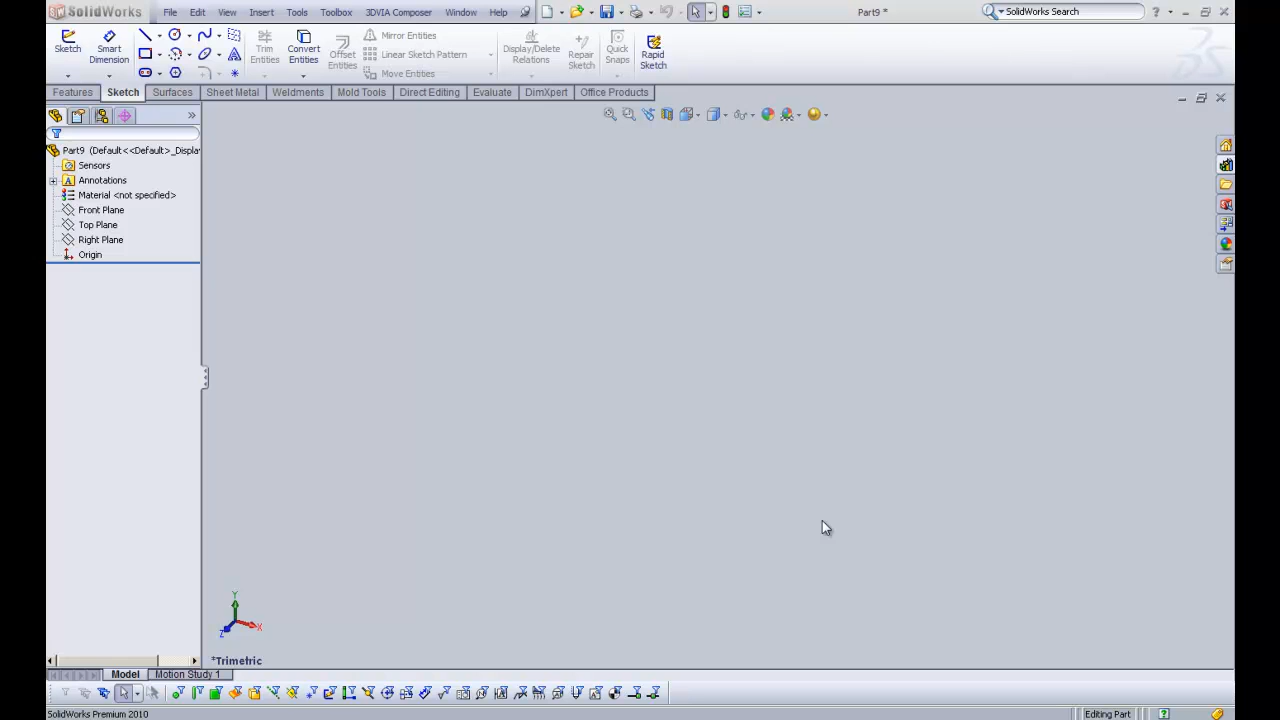 SolidWorks File Edit View Insert Tools Toolbox 3DVIA Composer Window Help Part9 * SolidWorks Search
Sketch Smart Dimension Trim Entities Convert Entities Offset Entities Mirror Entities Linear Sketch Pattern Move Entities Display/Delete Relations Repair Sketch Quick Snaps Rapid Sketch
Features Sketch Surfaces Sheet Metal Weldments Mold Tools Direct Editing Evaluate DimXpert Office Products
Part9 (Default<<Default>_Displa
Sensors
Annotations
Material <not specified>
Front Plane
Top Plane
Right Plane
Origin
Y
X
Z
*Trimetric
Model Motion Study 1
SolidWorks Premium 2010 Editing Part